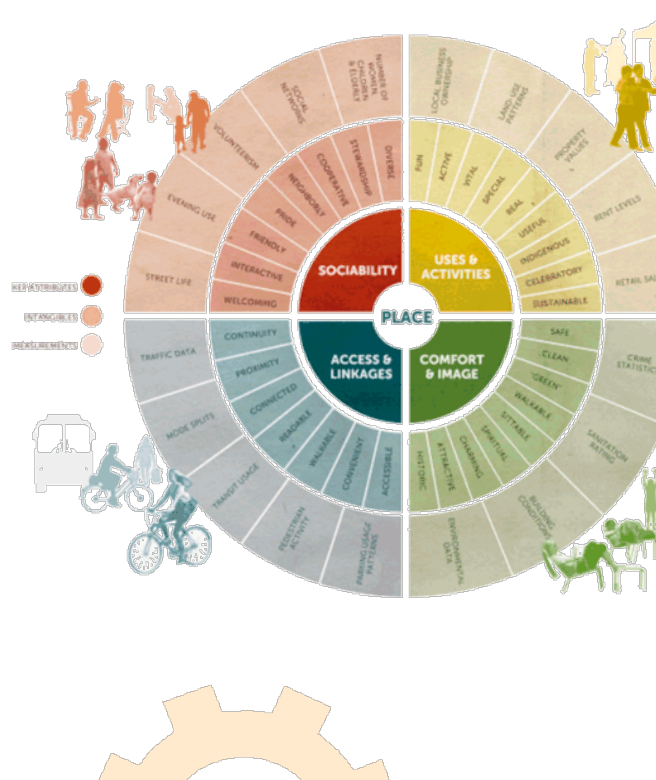 NUMBER OF
WOMEN,
CHILDREN
& ELDERLY
SOCIAL
NETWORKS
VOLUNTEERISM
EVENING USE
STREET LIFE
LOCAL BUSINESS
OWNERSHIP
LAND-USE
PATTERNS
PROPERTY
VALUES
RENT LEVELS
RETAIL SA
DIVERSE
STEWARDSHIP
COOPERATIVE
NEIGHBORLY
PRIDE
FRIENDLY
INTERACTIVE
WELCOMING
FUN
ACTIVE
VITAL
SPECIAL
REAL
USEFUL
INDIGENOUS
CELEBRATORY
SUSTAINABLE
SOCIABILITY
USES &
ACTIVITIES
PLACE
ACCESS &
LINKAGES
COMFORT
& IMAGE
KEY ATTRIBUTES
INTANGIBLES
MEASUREMENTS
CONTINUITY
PROXIMITY
CONNECTED
READABLE
WALKABLE
CONVENIENT
ACCESSIBLE
SAFE
CLEAN
"GREEN"
WALKABLE
SITTABLE
SPIRITUAL
CHARMING
ATTRACTIVE
HISTORIC
TRAFFIC DATA
MODE SPLITS
TRANSIT USAGE
PEDESTRIAN
ACTIVITY
PARKING USAGE
PATTERNS
CRIME
STATISTIC
SANITATION
RATING
BUILDING
CONDITIONS
ENVIRONMENTAL
DATA